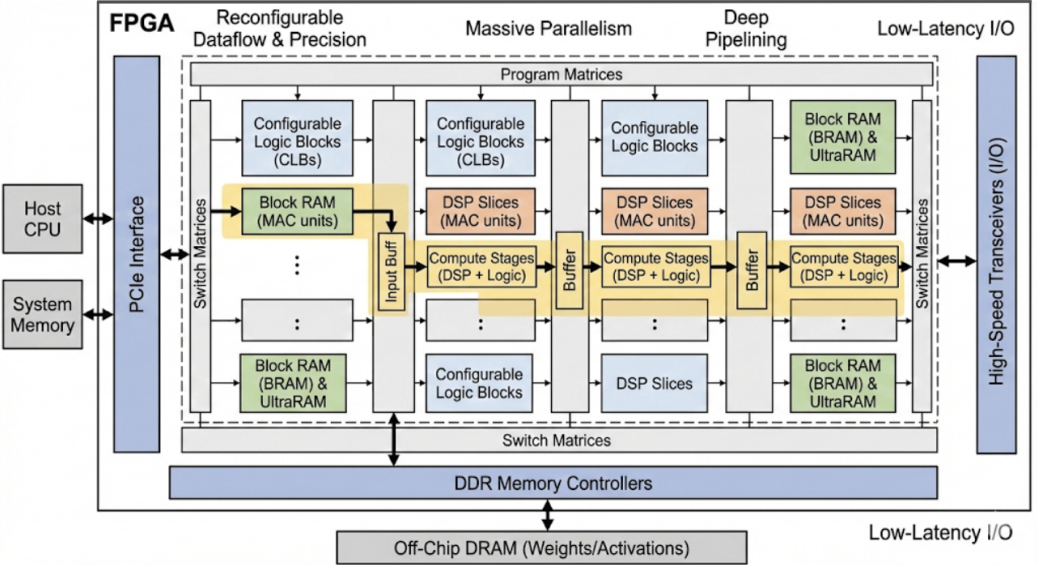 FPGA
Reconfigurable
Dataflow & Precision
Massive Parallelism
Deep
Pipelining
Low-Latency I/O
Program Matrices
Host
CPU
System
Memory
PCIe Interface
Switch Matrices
Configurable
Logic Blocks
(CLBs)
Configurable
Logic Blocks
(CLBs)
Configurable
Logic Blocks
Block RAM
(BRAM) &
UltraRAM
Block RAM
(MAC units)
DSP Slices
(MAC units)
DSP Slices
(MAC units)
DSP Slices
(MAC units)
Input Buff
Compute Stages
(DSP + Logic)
Buffer
Compute Stages
(DSP + Logic)
Buffer
Compute Stages
(DSP + Logic)
Block RAM
(BRAM) &
UltraRAM
Configurable
Logic Blocks
DSP Slices
Block RAM
(BRAM) &
UltraRAM
Switch Matrices
High-Speed Transceivers (I/O)
Switch Matrices
DDR Memory Controllers
Low-Latency I/O
Off-Chip DRAM (Weights/Activations)